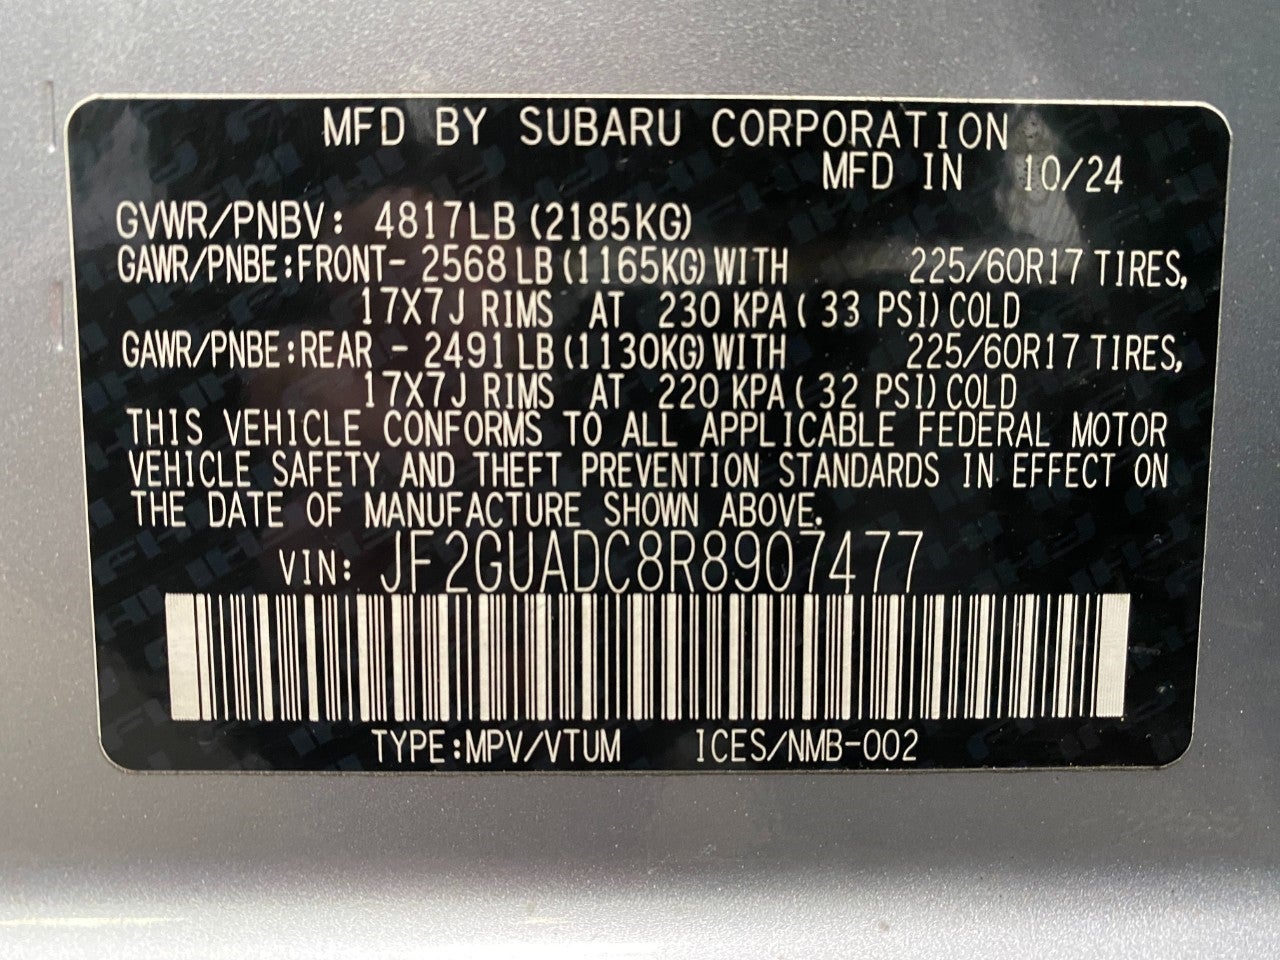 MFD BY SUBARU CORPORATION
MFD IN 10/24
GVWR/PNBV: 4817LB (2185KG)
GAWR/PNBE:FRONT- 2568 LB (1165KG) WITH 225/60R17 TIRES,
17X7J RIMS AT 230 KPA ( 33 PSI) COLD
GAWR/PNBE:REAR - 2491 LB (1130KG) WITH 225/60R17 TIRES,
17X7J RIMS AT 220 KPA ( 32 PSI) COLD
THIS VEHICLE CONFORMS TO ALL APPLICABLE FEDERAL MOTOR
VEHICLE SAFETY AND THEFT PREVENTION STANDARDS IN EFFECT ON
THE DATE OF MANUFACTURE SHOWN ABOVE.
VIN: JF2GUADC8R8907477
TYPE:MPV/VTUM ICES/NMB-002